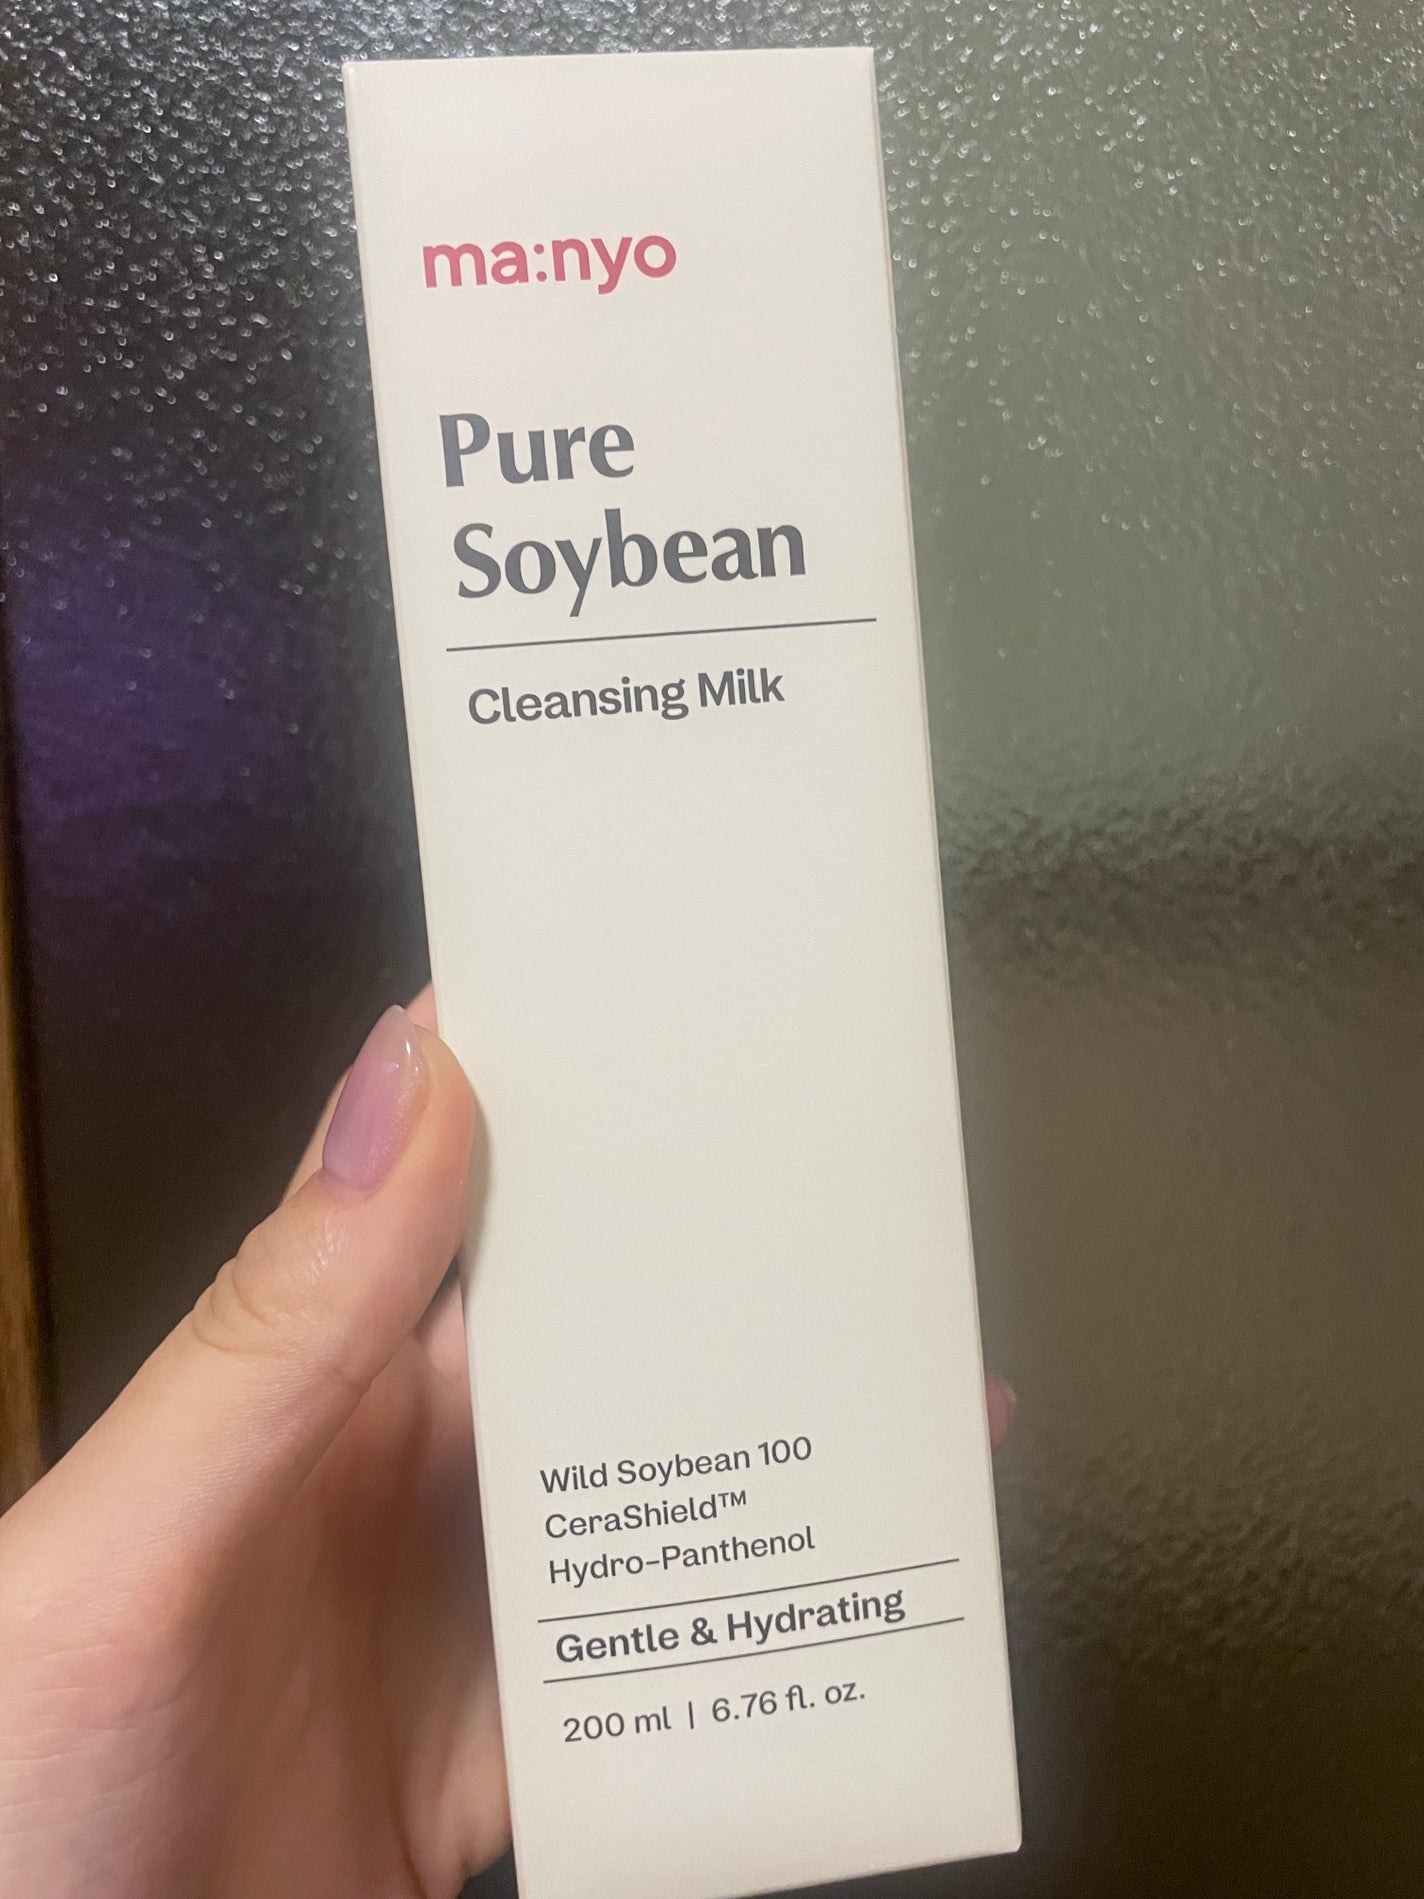 ma:nyo
Pure
Soybean
Cleansing Milk
Wild Soybean 100
CeraShield™
Hydro-Panthenol
Gentle & Hydrating
200 ml | 6.76 fl. oz.